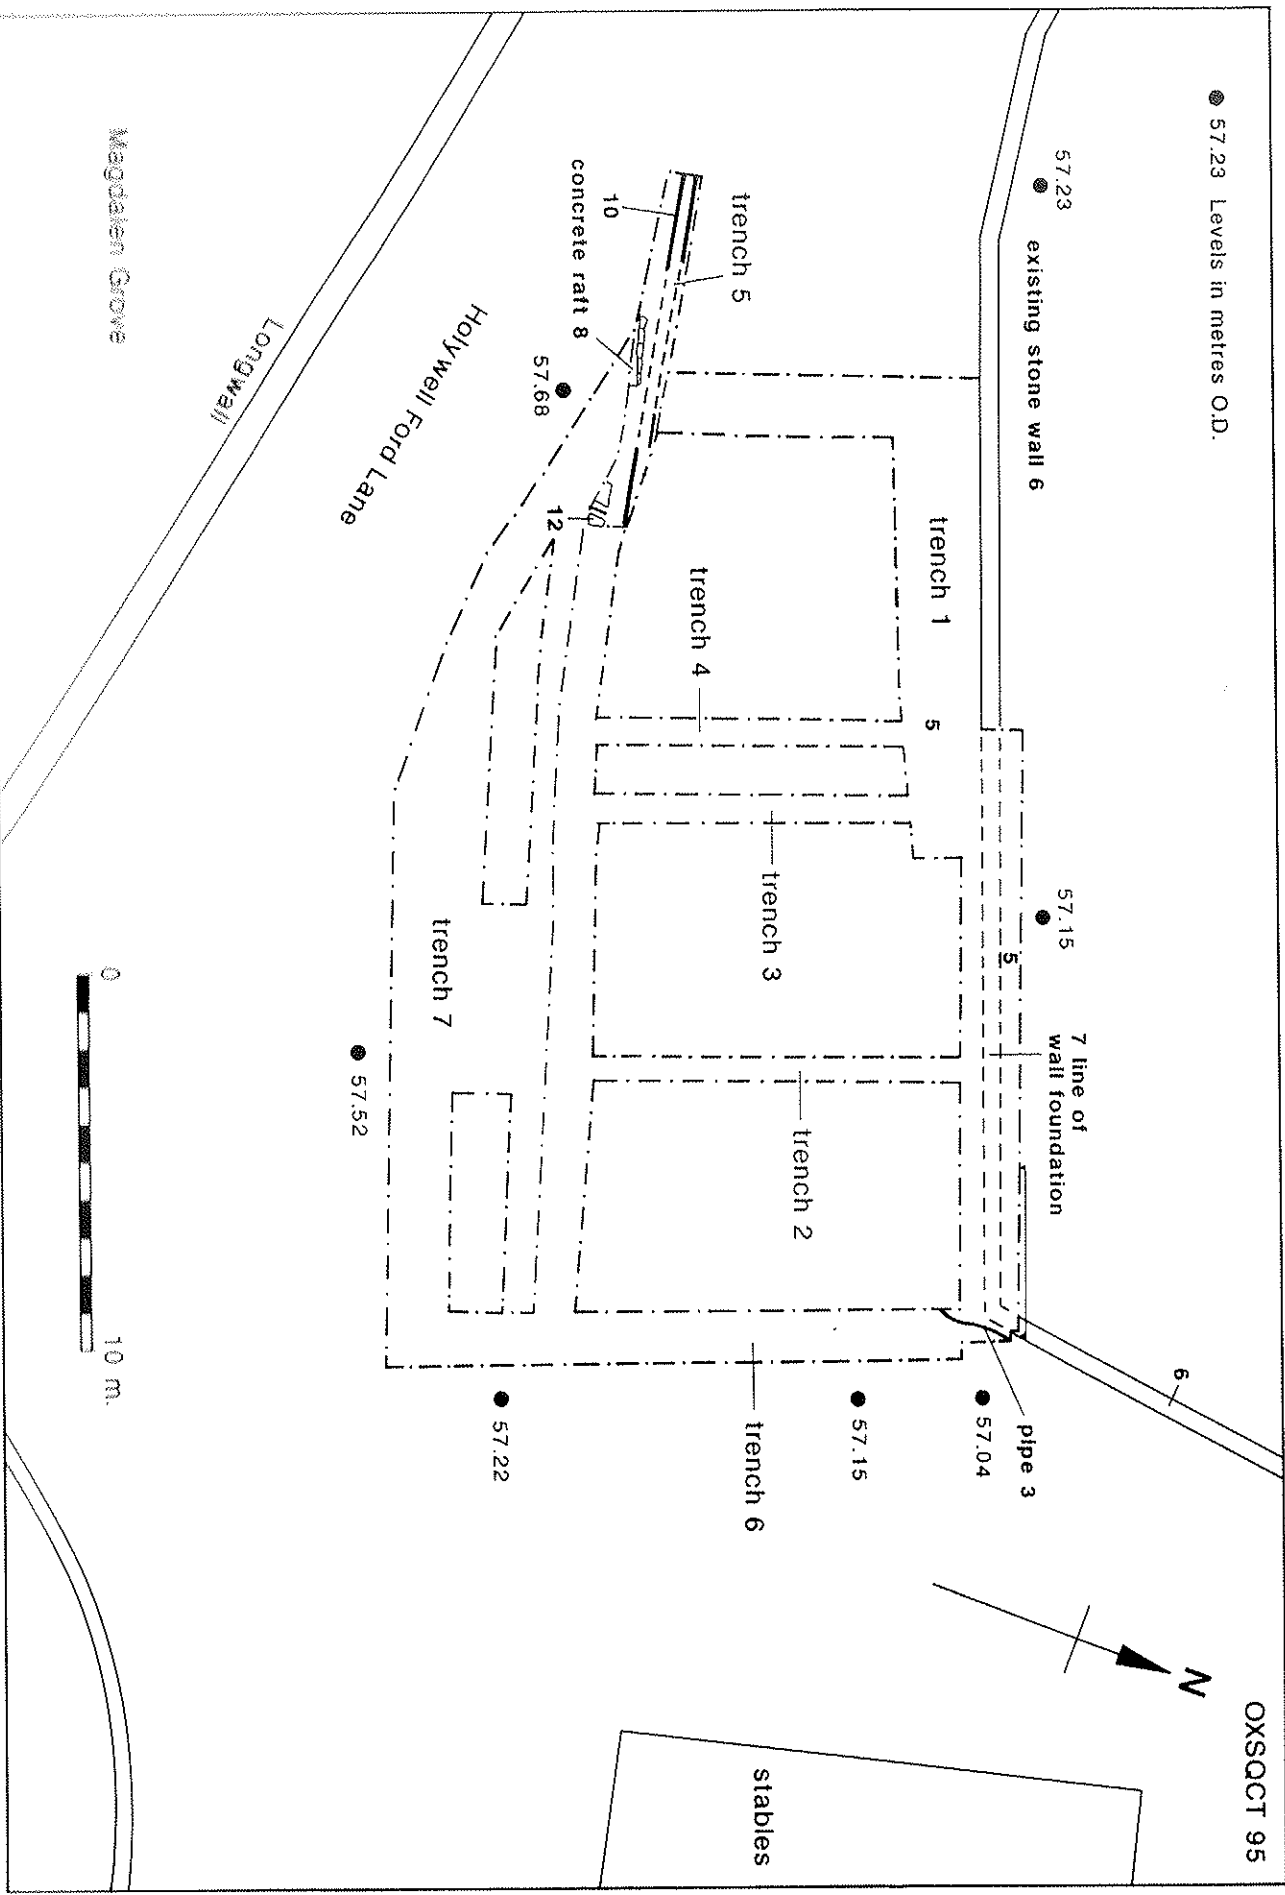 OXSQCT 95
57.23 Levels in metres O.D.
57.23
existing stone wall 6
57.15
5
7 line of
wall foundation
6
pipe 3
57.04
N
trench 1
5
trench 5
10
concrete raft 8
57.68
12
trench 4
trench 3
trench 2
57.15
trench 6
57.22
stables
Holywell Ford Lane
trench 7
57.52
Longwall
Magdalen Grove
0
10 m.